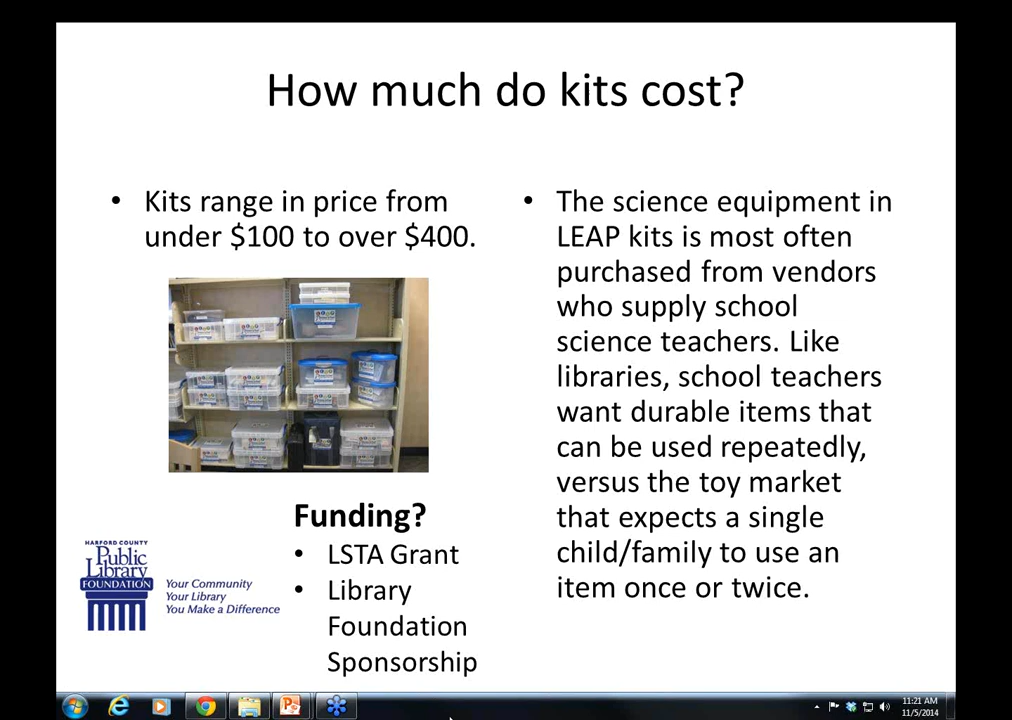 How much do kits cost?
• Kits range in price from
under $100 to over $400.
Funding?
• LSTA Grant
• Library
Foundation
Sponsorship
HARFORD COUNTY
Public
Library
FOUNDATION
Your Community
Your Library
You Make a Difference
• The science equipment in
LEAP kits is most often
purchased from vendors
who supply school
science teachers. Like
libraries, school teachers
want durable items that
can be used repeatedly,
versus the toy market
that expects a single
child/family to use an
item once or twice.
11:21 AM
11/5/2014